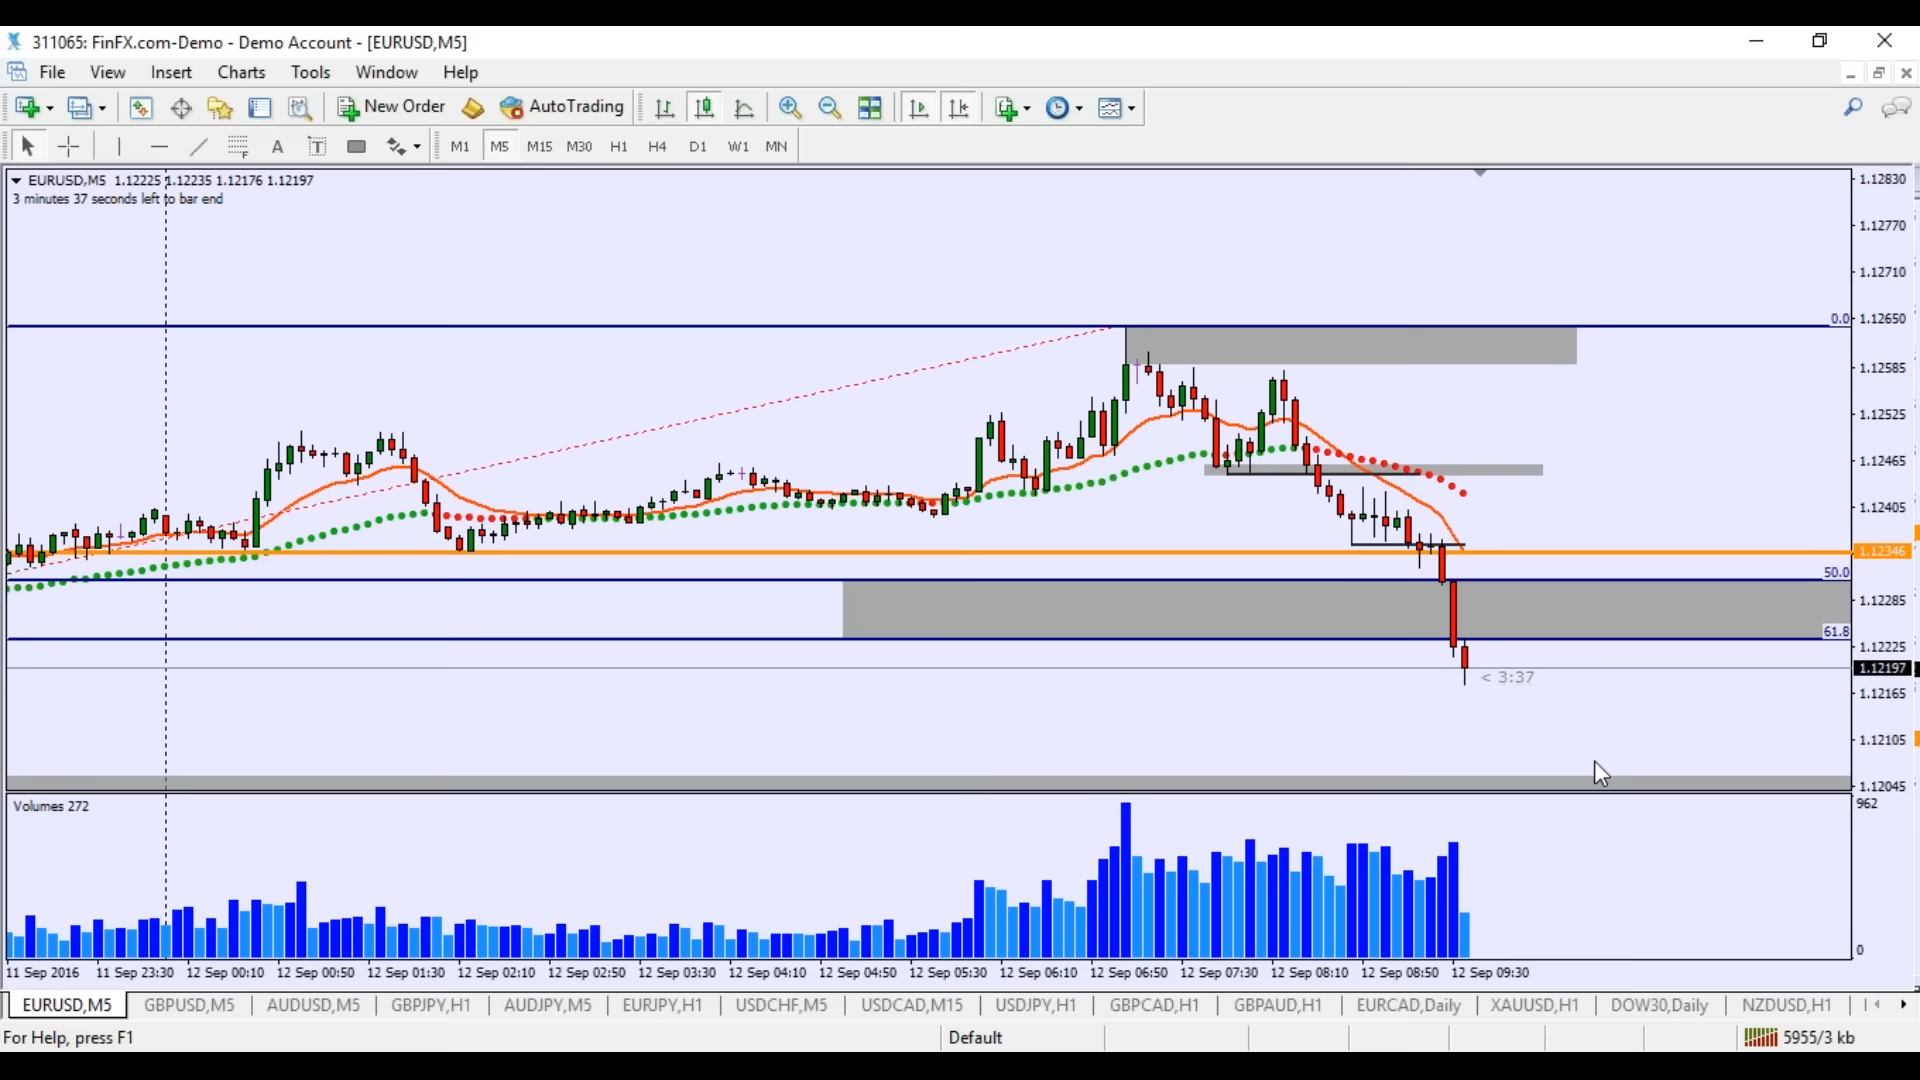 311065: FinFX.com-Demo - Demo Account - [EURUSD,M5]
File View Insert Charts Tools Window Help
New Order AutoTrading
A T M1 M5 M15 M30 H1 H4 D1 W1 MN
EURUSD,M5 1.12225 1.12235 1.12176 1.12197
3 minutes 37 seconds left to bar end
1.12830
1.12770
1.12710
0.0 1.12650
1.12585
1.12525
1.12465
1.12405
1.12346
50.0
1.12285
61.8
1.12225
1.12197
< 3:37
1.12165
1.12105
1.12045
Volumes 272
962
0
11 Sep 2016 11 Sep 23:30 12 Sep 00:10 12 Sep 00:50 12 Sep 01:30 12 Sep 02:10 12 Sep 02:50 12 Sep 03:30 12 Sep 04:10 12 Sep 04:50 12 Sep 05:30 12 Sep 06:10 12 Sep 06:50 12 Sep 07:30 12 Sep 08:10 12 Sep 08:50 12 Sep 09:30
EURUSD,M5 GBPUSD,M5 AUDUSD,M5 GBPJPY,H1 AUDJPY,M5 EURJPY,H1 USDCHF,M5 USDCAD,M15 USDJPY,H1 GBPCAD,H1 GBPAUD,H1 EURCAD,Daily XAUUSD,H1 DOW30,Daily NZDUSD,H1
For Help, press F1 Default 5955/3 kb